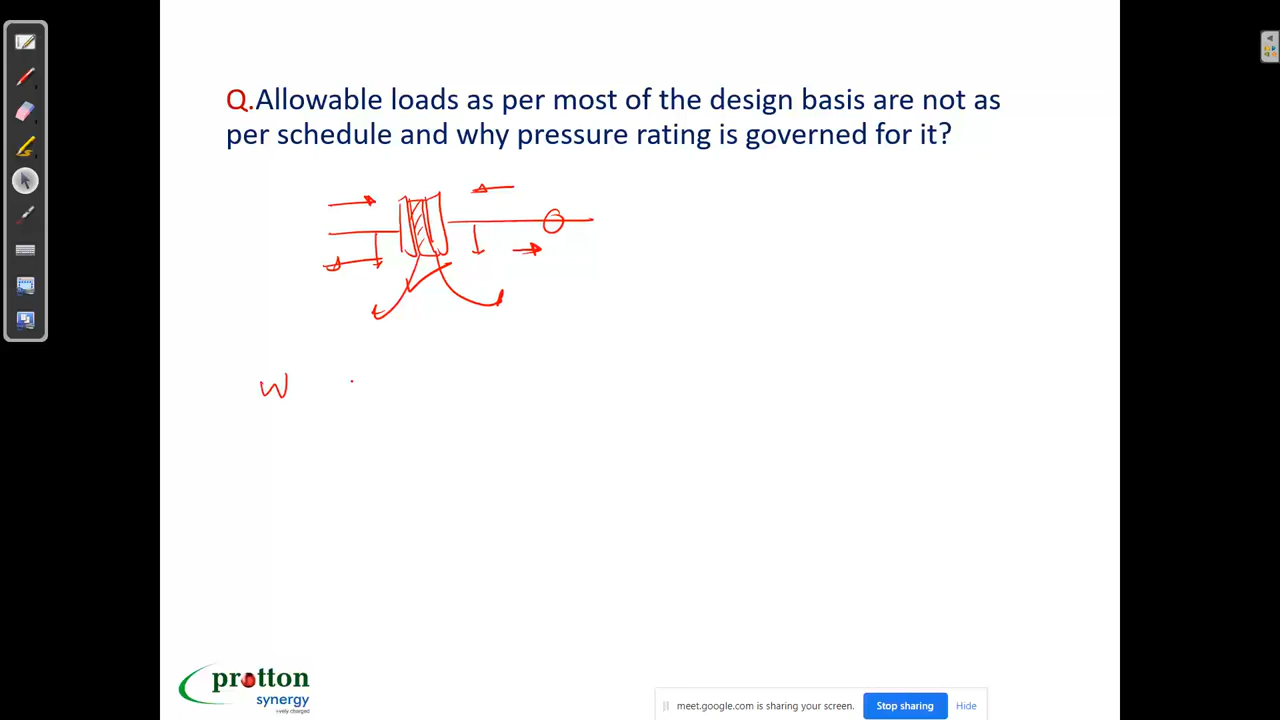 Q.Allowable loads as per most of the design basis are not as
per schedule and why pressure rating is governed for it?
W
protton
synergy
meet.google.com is sharing your screen.
Stop sharing
Hide